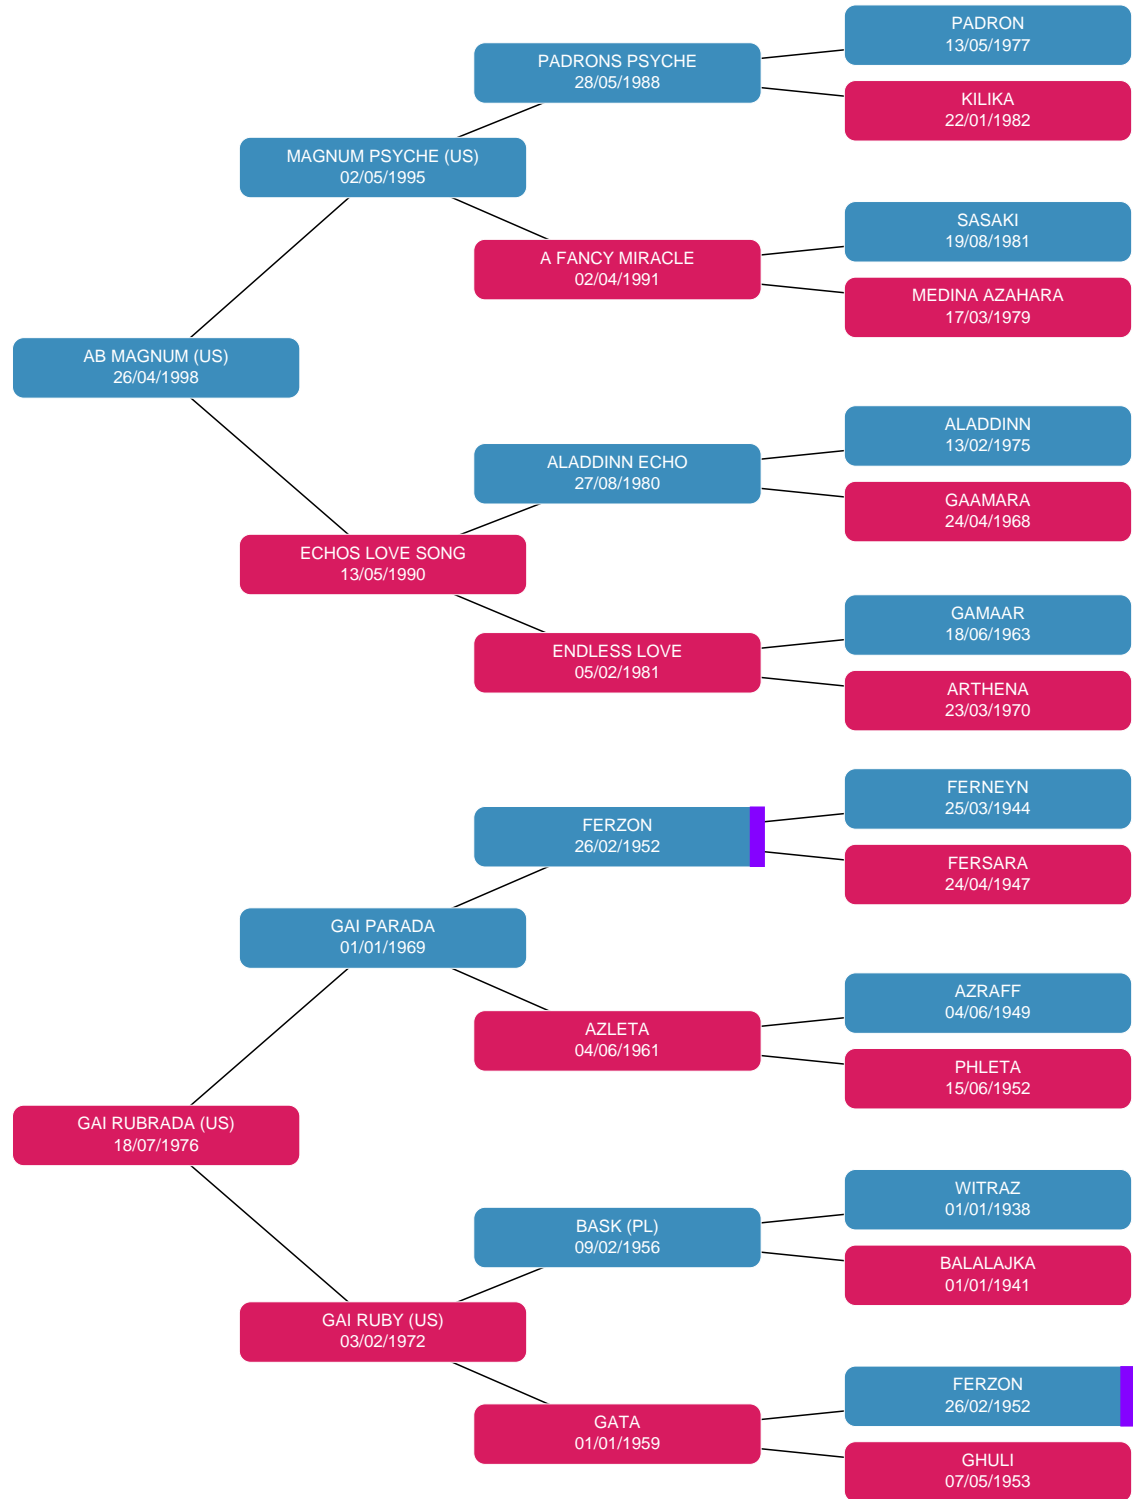 PADRON
13/05/1977
PADRONS PSYCHE
28/05/1988
KILIKA
22/01/1982
MAGNUM PSYCHE (US)
02/05/1995
SASAKI
19/08/1981
A FANCY MIRACLE
02/04/1991
MEDINA AZAHARA
17/03/1979
AB MAGNUM (US)
26/04/1998
ALADDINN
13/02/1975
ALADDINN ECHO
27/08/1980
GAAMARA
24/04/1968
ECHOS LOVE SONG
13/05/1990
GAMAAR
18/06/1963
ENDLESS LOVE
05/02/1981
ARTHENA
23/03/1970
FERNEYN
25/03/1944
FERZON
26/02/1952
FERSARA
24/04/1947
GAI PARADA
01/01/1969
AZRAFF
04/06/1949
AZLETA
04/06/1961
PHLETA
15/06/1952
GAI RUBRADA (US)
18/07/1976
WITRAZ
01/01/1938
BASK (PL)
09/02/1956
BALALAJKA
01/01/1941
GAI RUBY (US)
03/02/1972
FERZON
26/02/1952
GATA
01/01/1959
GHULI
07/05/1953